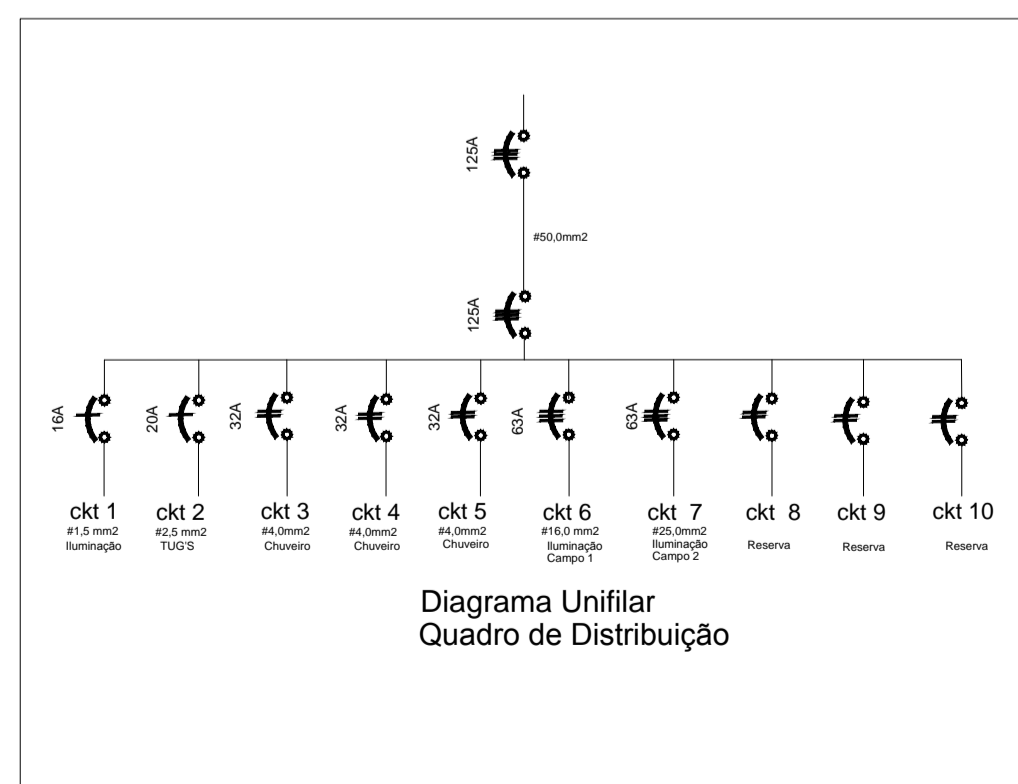 125A
#50,0mm2
125A
16A
20A
32A
32A
32A
63A
63A
ckt 1
#1,5 mm2
Iluminação
ckt 2
#2,5 mm2
TUG'S
ckt 3
#4,0mm2
Chuveiro
ckt 4
#4,0mm2
Chuveiro
ckt 5
#4,0mm2
Chuveiro
ckt 6
#16,0 mm2
Iluminação
Campo 1
ckt 7
#25,0mm2
Iluminação
Campo 2
ckt 8
Reserva
ckt 9
Reserva
ckt 10
Reserva
Diagrama Unifilar
Quadro de Distribuição